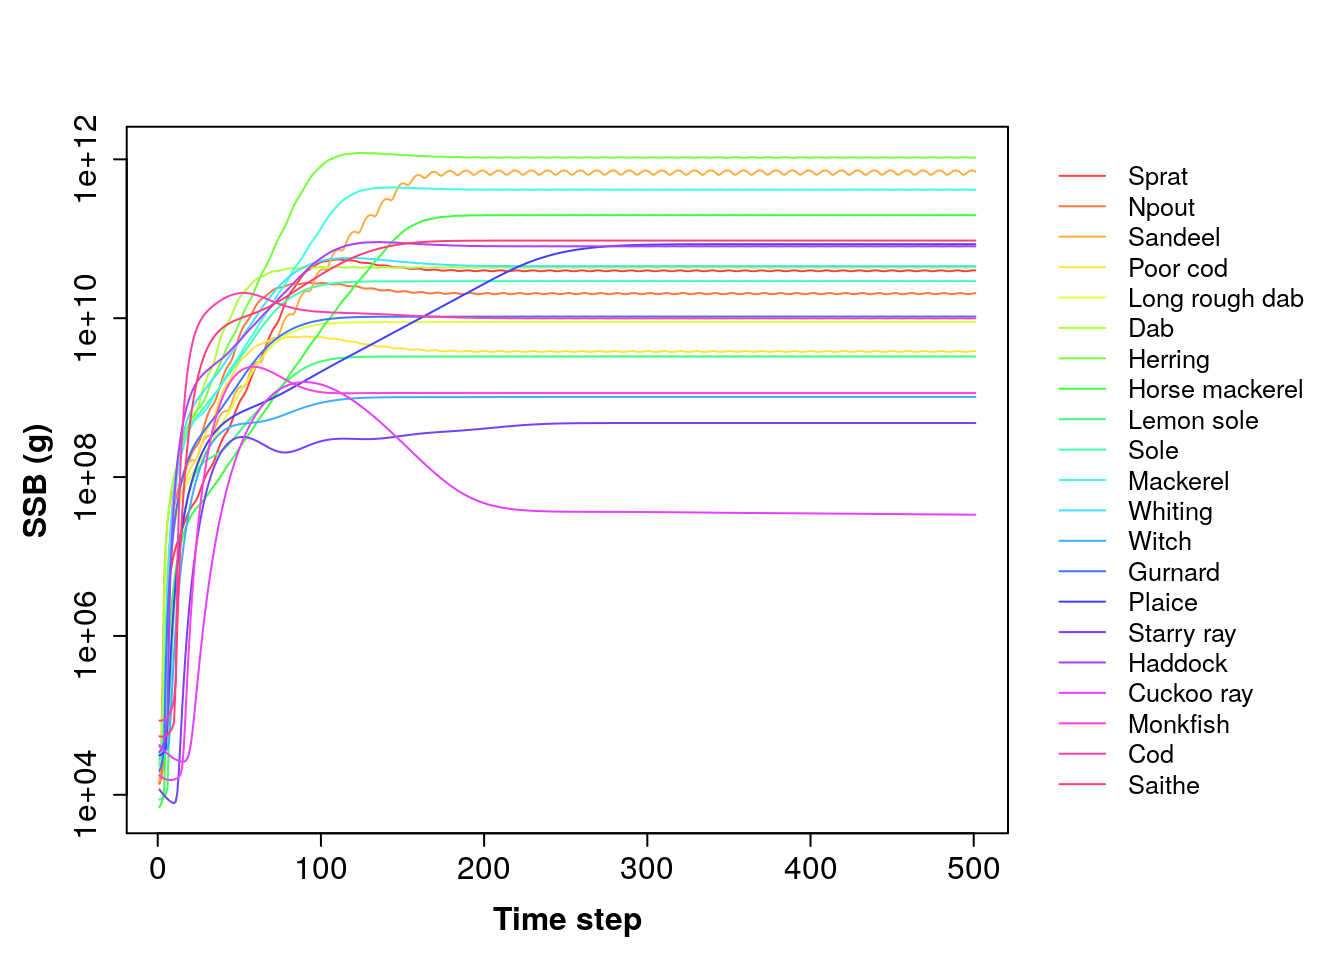 SSB (g)
1e+12
1e+10
1e+08
1e+06
1e+04
0 100 200 300 400 500
Time step
Sprat
Npout
Sandeel
Poor cod
Long rough dab
Dab
Herring
Horse mackerel
Lemon sole
Sole
Mackerel
Whiting
Witch
Gurnard
Plaice
Starry ray
Haddock
Cuckoo ray
Monkfish
Cod
Saithe